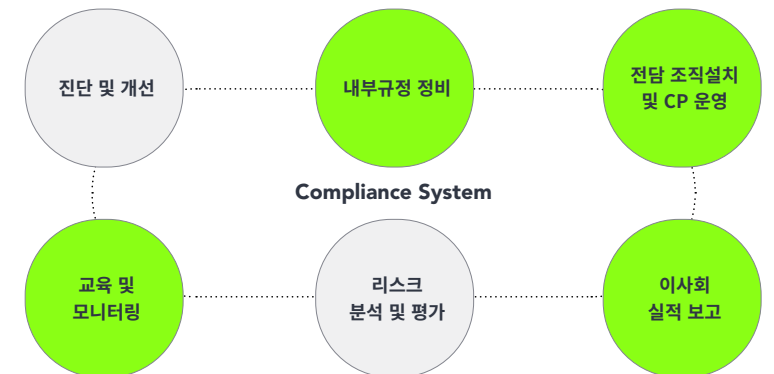 진단 및 개선
내부규정 정비
전담 조직설치
및 CP 운영
Compliance System
교육 및
모니터링
리스크
분석 및 평가
이사회
실적 보고